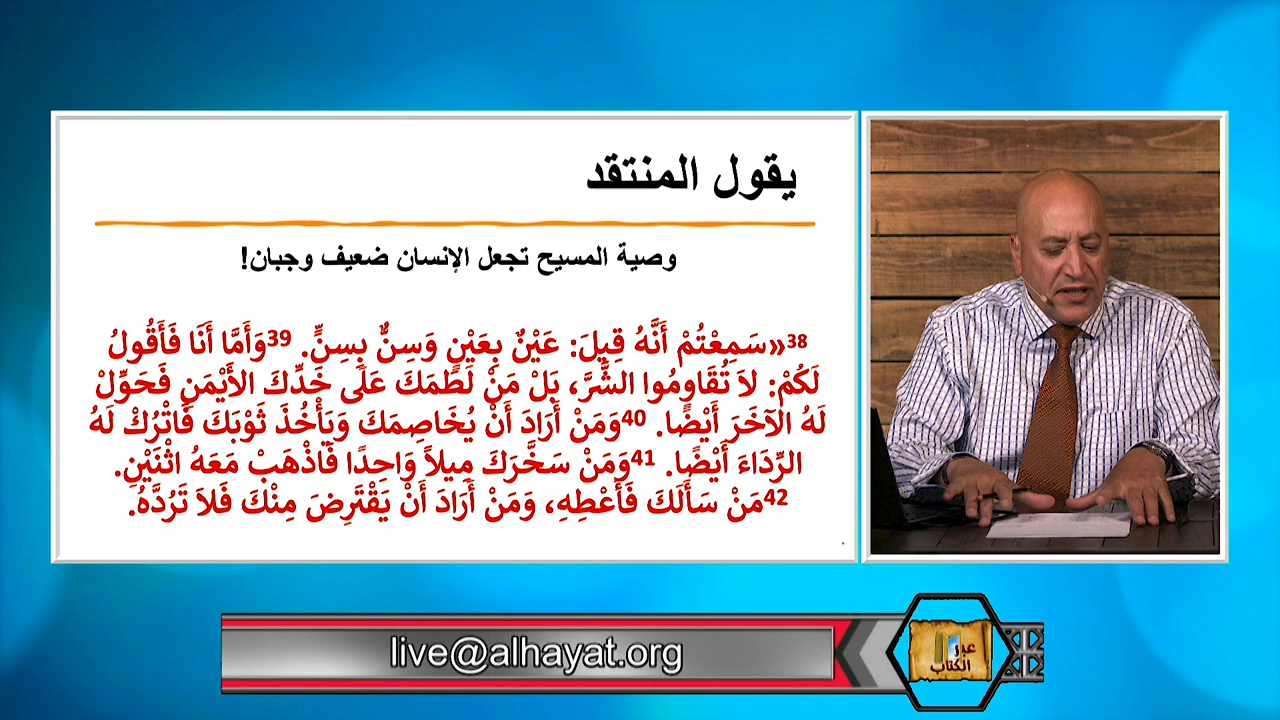 يقول المنتقد
وصية المسيح تجعل الإنسان ضعيف وجبان!
38«سَمِعْتُمْ أَنَّهُ قِيلَ: عَيْنٌ بِعَيْنٍ وَسِنٌّ بِسِنٍّ. 39وَأَمَّا أَنَا فَأَقُولُ
لَكُمْ: لاَ تُقَاوِمُوا الشَّرَّ، بَلْ مَنْ لَطَمَكَ عَلَى خَدِّكَ الأَيْمَنِ فَحَوِّلْ
لَهُ الآخَرَ أَيْضًا. 40وَمَنْ أَرَادَ أَنْ يُخَاصِمَكَ وَيَأْخُذَ ثَوْبَكَ فَاتْرُكْ لَهُ
الرِّدَاءَ أَيْضًا. 41وَمَنْ سَخَّرَكَ مِيلاً وَاحِدًا فَاذْهَبْ مَعَهُ اثْنَيْنِ.
42مَنْ سَأَلَكَ فَأَعْطِهِ، وَمَنْ أَرَادَ أَنْ يَقْتَرِضَ مِنْكَ فَلاَ تَرُدَّهُ.
live@alhayat.org
عبر
الكتاب